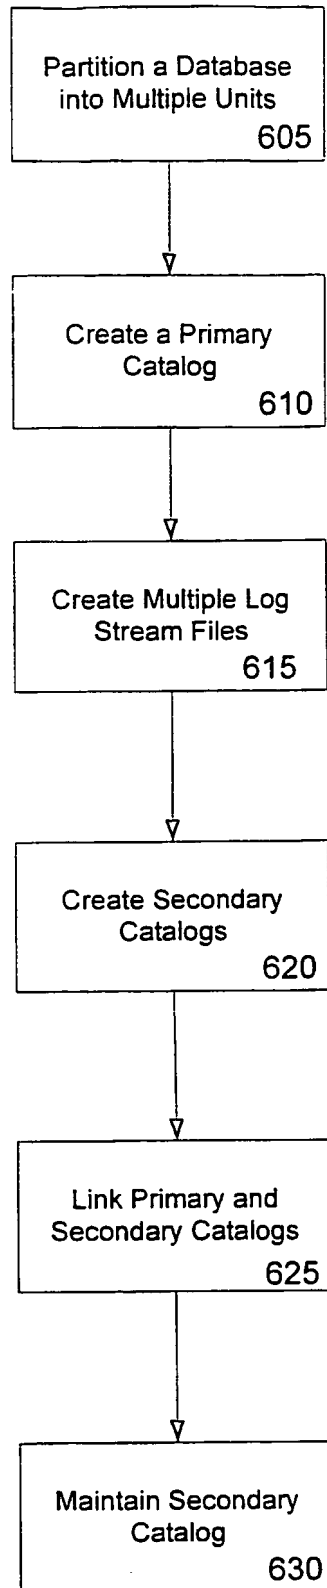 Partition a Database
into Multiple Units
605
Create a Primary
Catalog
610
Create Multiple Log
Stream Files
615
Create Secondary
Catalogs
620
Link Primary and
Secondary Catalogs
625
Maintain Secondary
Catalog
630